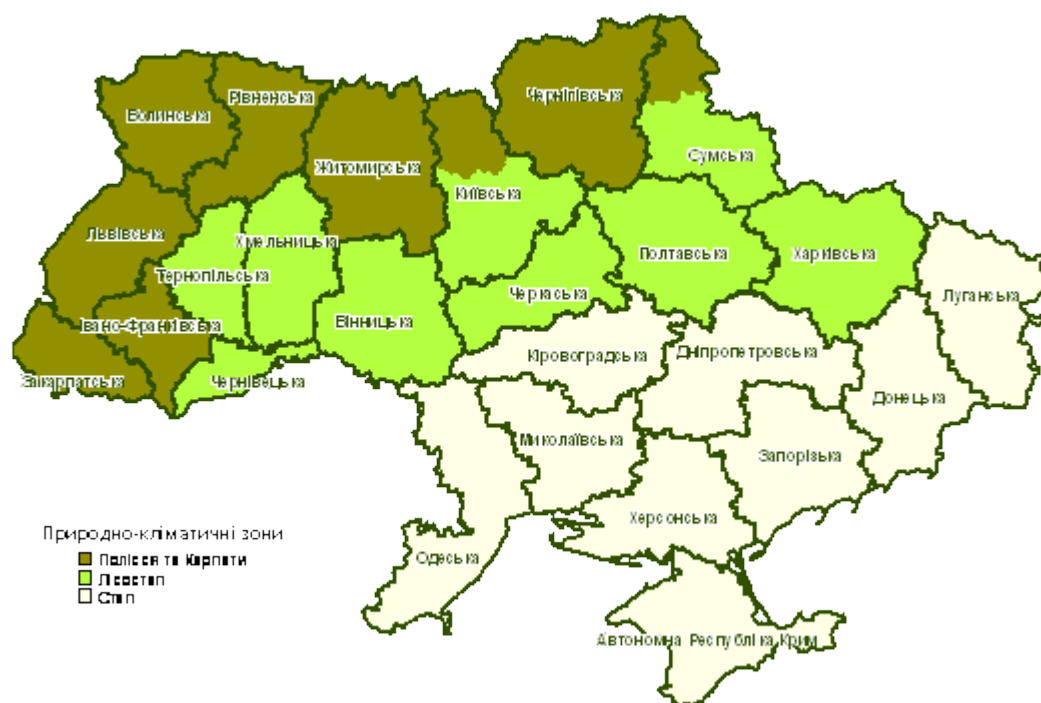 Чернігівська
Рівненська
Волинська
Сумська
Житомирська
Київська
Львівська
Хмельницька
Полтавська
Харківська
Тернопільська
Черкаська
Луганська
Вінницька
Івано-Франківська
Кіровоградська
Дніпропетровська
Закарпатська
Чернівецька
Донецька
Миколаївська
Запорізька
Херсонська
Одеська
Автономна Республіка Крим
Природно-кліматичні зони
Полісся та Карпати
Лісостеп
Степ